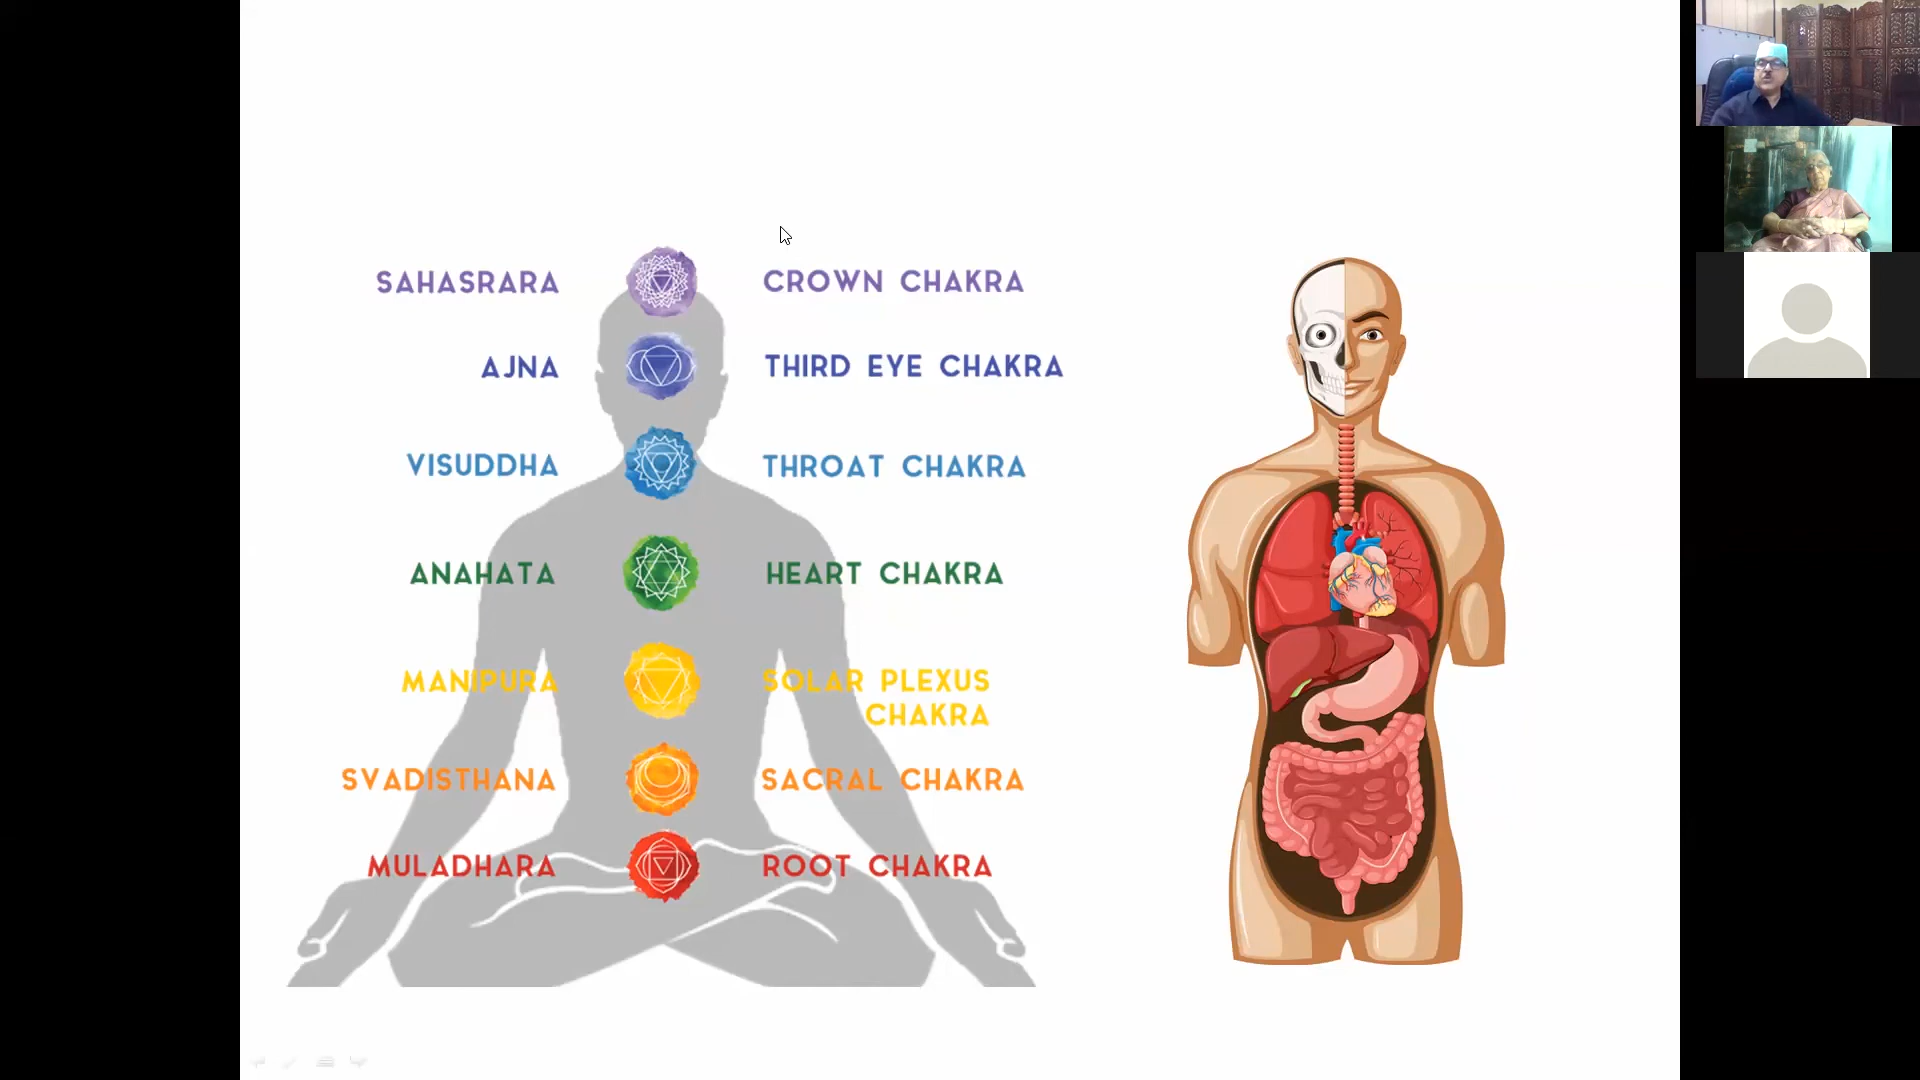 SAHASRARA CROWN CHAKRA
AJNA THIRD EYE CHAKRA
VISUDDHA THROAT CHAKRA
ANAHATA HEART CHAKRA
MANIPURA SOLAR PLEXUS
CHAKRA
SVADISTHANA SACRAL CHAKRA
MULADHARA ROOT CHAKRA